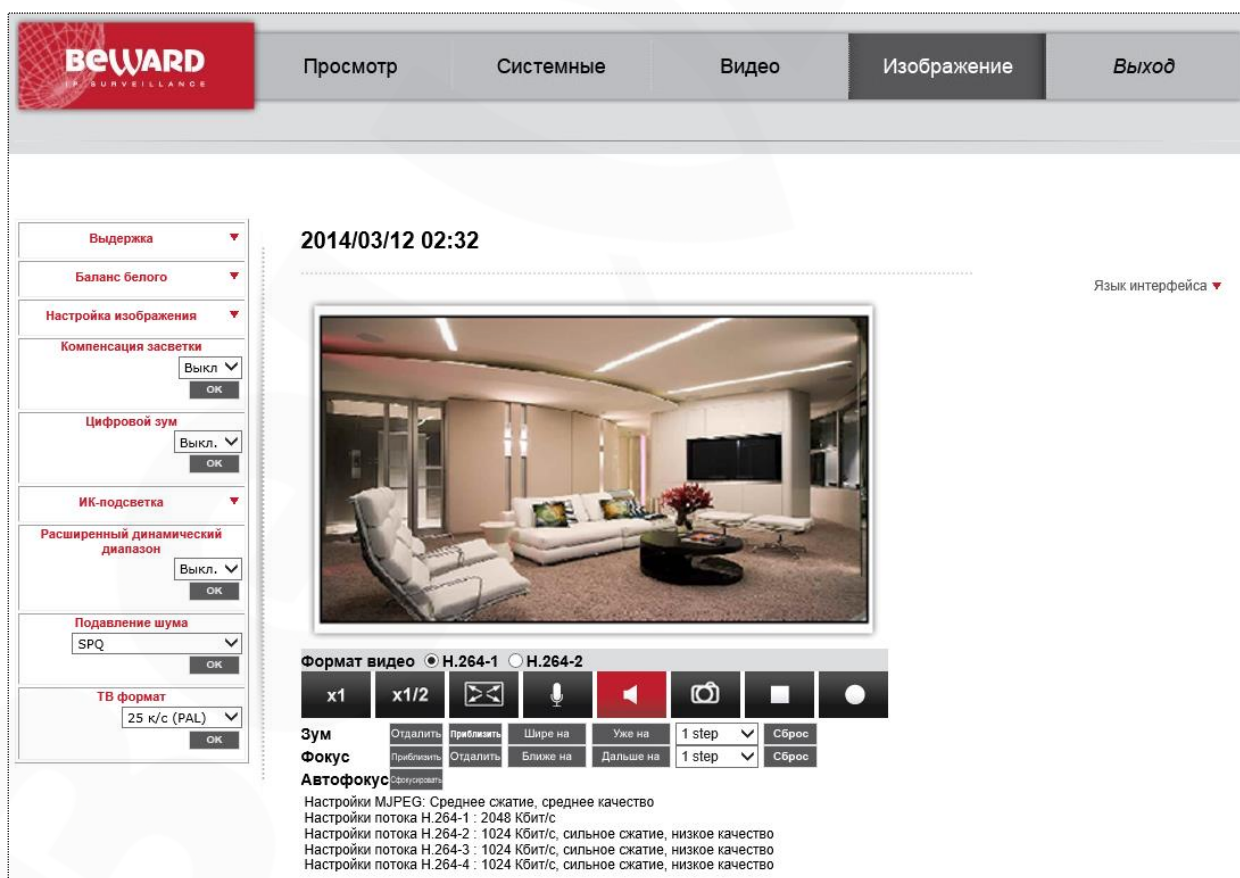 BEWARD
IP SURVEILLANCE
Просмотр
Системные
Видео
Изображение
Выход
2014/03/12 02:32
Язык интерфейса
Выдержка
Баланс белого
Настройка изображения
Компенсация засветки
Выкл
OK
Цифровой зум
Выкл.
OK
ИК-подсветка
Расширенный динамический
диапазон
Выкл.
OK
Подавление шума
SPQ
OK
ТВ формат
25 к/с (PAL)
OK
Формат видео H.264-1 H.264-2
x1 x1/2
Зум Отдалить Приблизить Шире на Уже на 1 step Сброс
Фокус Приблизить Отдалить Ближе на Дальше на 1 step Сброс
Автофокус Сфокусировать
Настройки MJPEG: Среднее сжатие, среднее качество
Настройки потока H.264-1 : 2048 Кбит/с
Настройки потока H.264-2 : 1024 Кбит/с, сильное сжатие, низкое качество
Настройки потока H.264-3 : 1024 Кбит/с, сильное сжатие, низкое качество
Настройки потока H.264-4 : 1024 Кбит/с, сильное сжатие, низкое качество